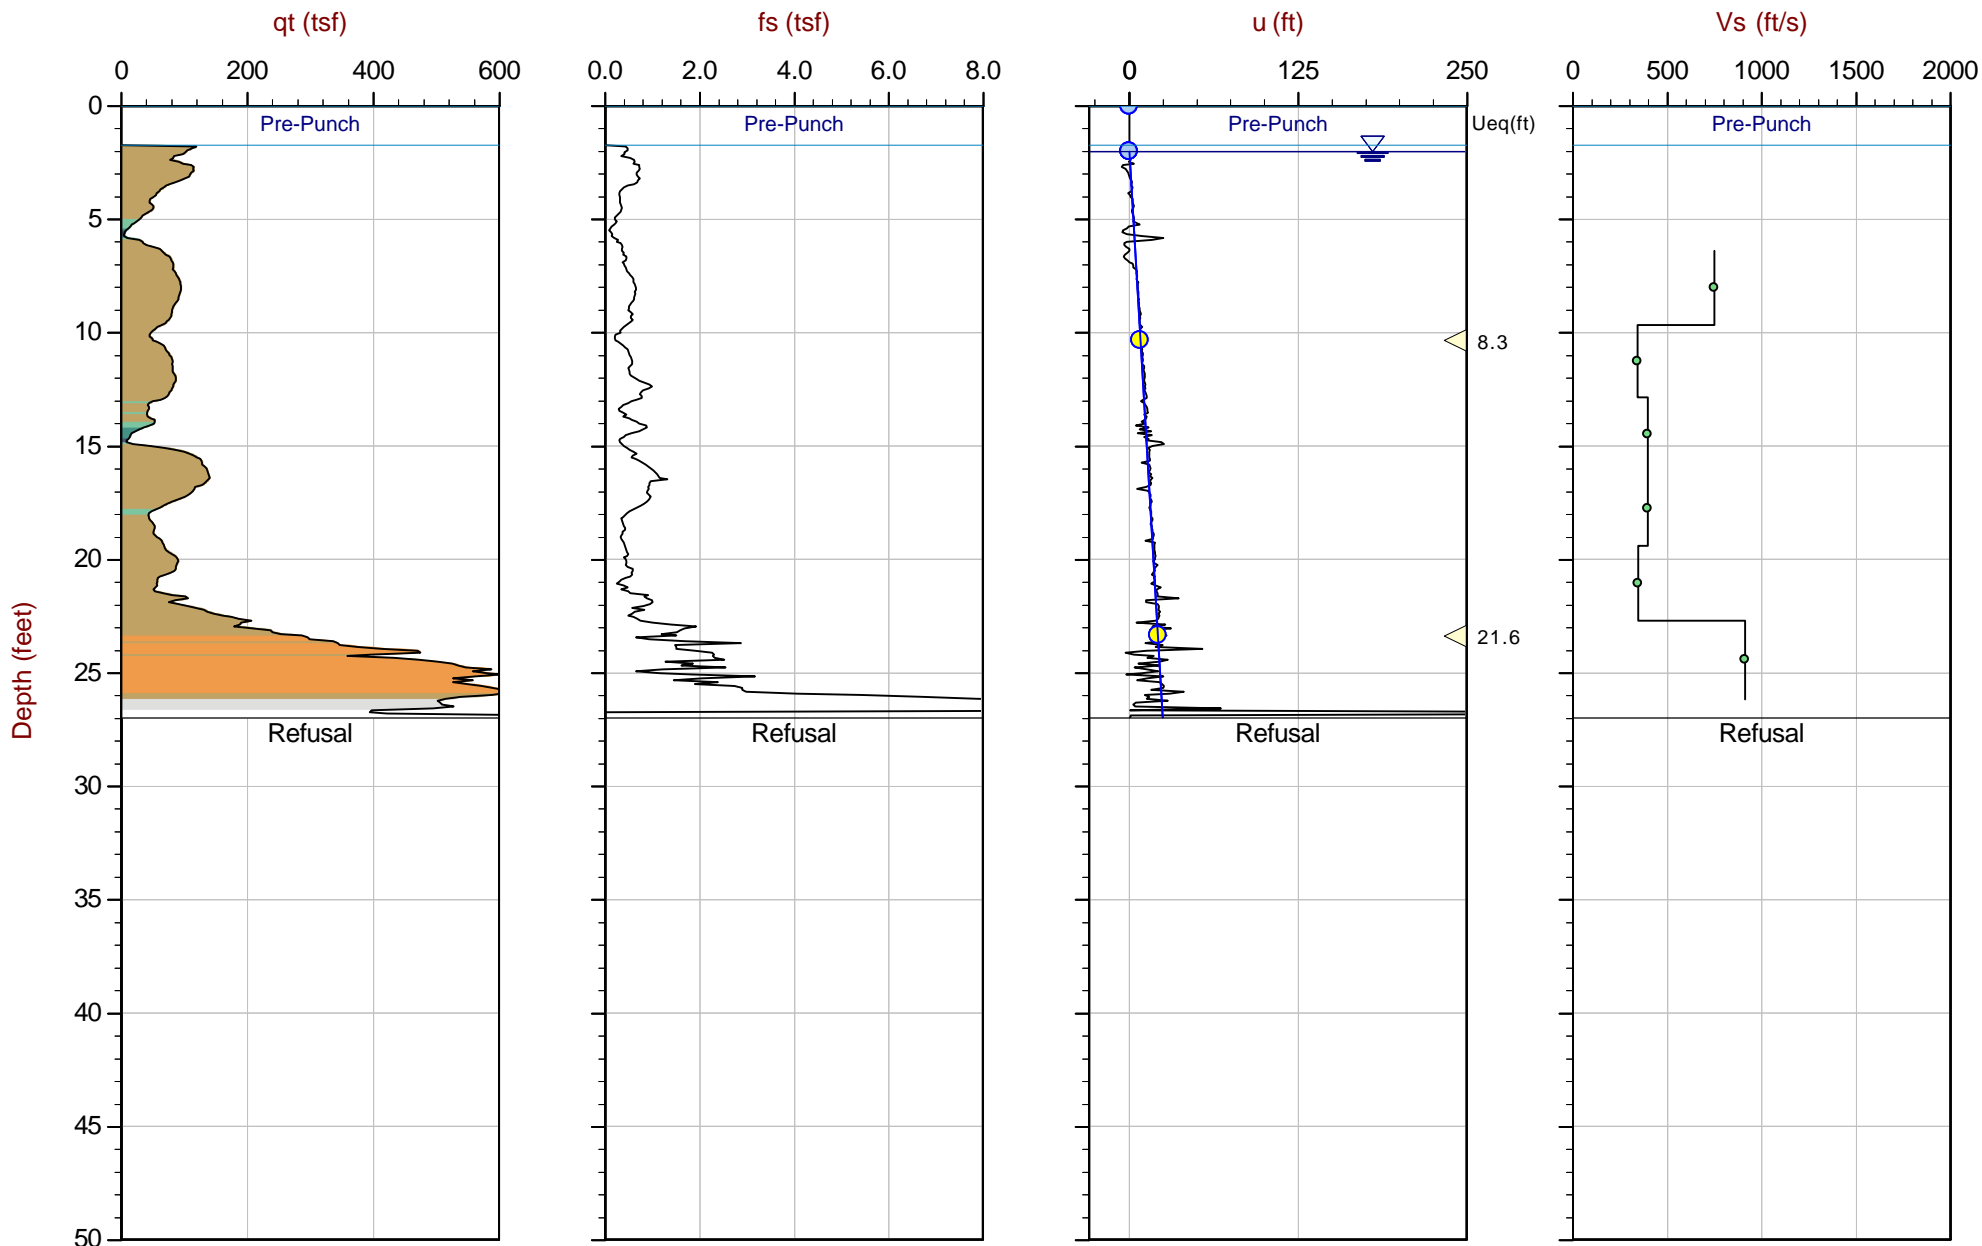 qt (tsf) fs (tsf) u (ft) Vs (ft/s)
0 200 400 600 0.0 2.0 4.0 6.0 8.0 0 125 250 0 500 1000 1500 2000
0
Pre-Punch Pre-Punch Pre-Punch Ueq(ft) Pre-Punch
5
10
8.3
15
20
21.6
25
Depth (feet)
Refusal Refusal Refusal Refusal
30
35
40
45
50